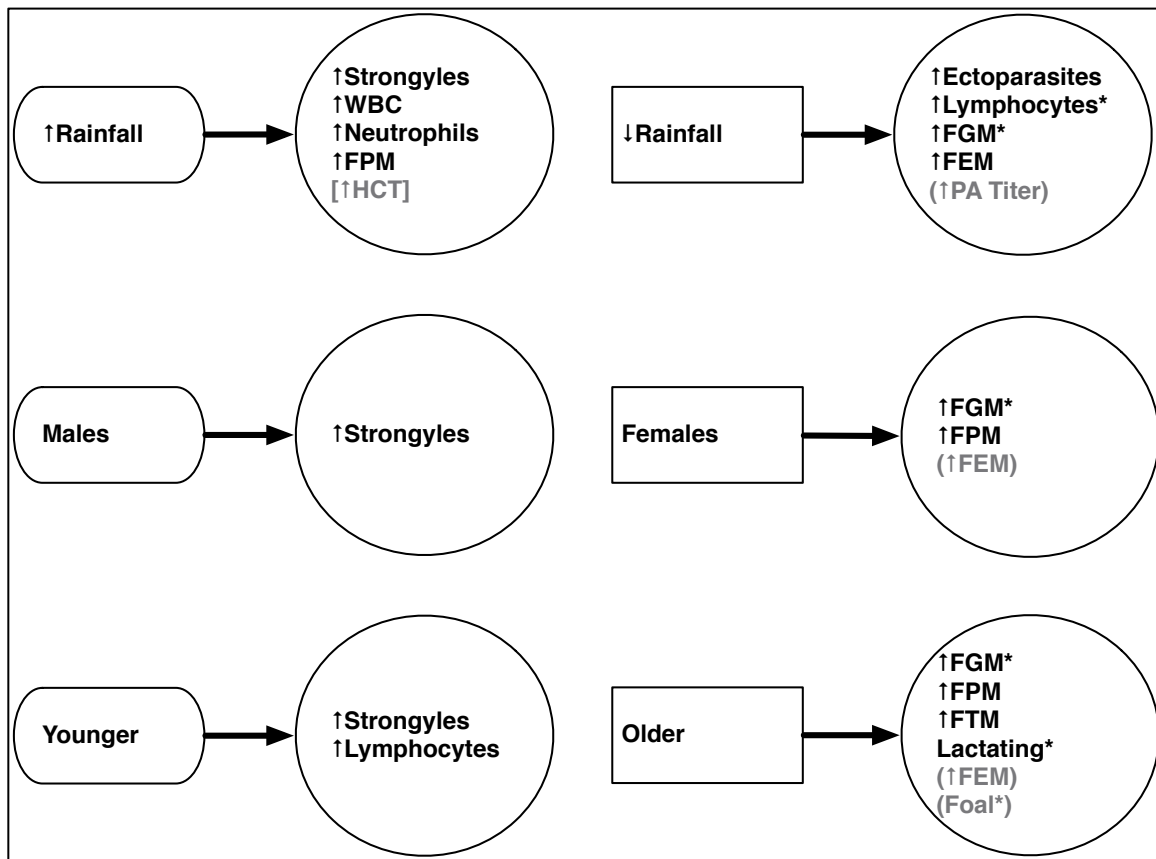 ↑Rainfall
↑Strongyles
↑WBC
↑Neutrophils
↑FPM
[↑HCT]
↓Rainfall
↑Ectoparasites
↑Lymphocytes*
↑FGM*
↑FEM
(↑PA Titer)
Males
↑Strongyles
Females
↑FGM*
↑FPM
(↑FEM)
Younger
↑Strongyles
↑Lymphocytes
Older
↑FGM*
↑FPM
↑FTM
Lactating*
(↑FEM)
(Foal*)